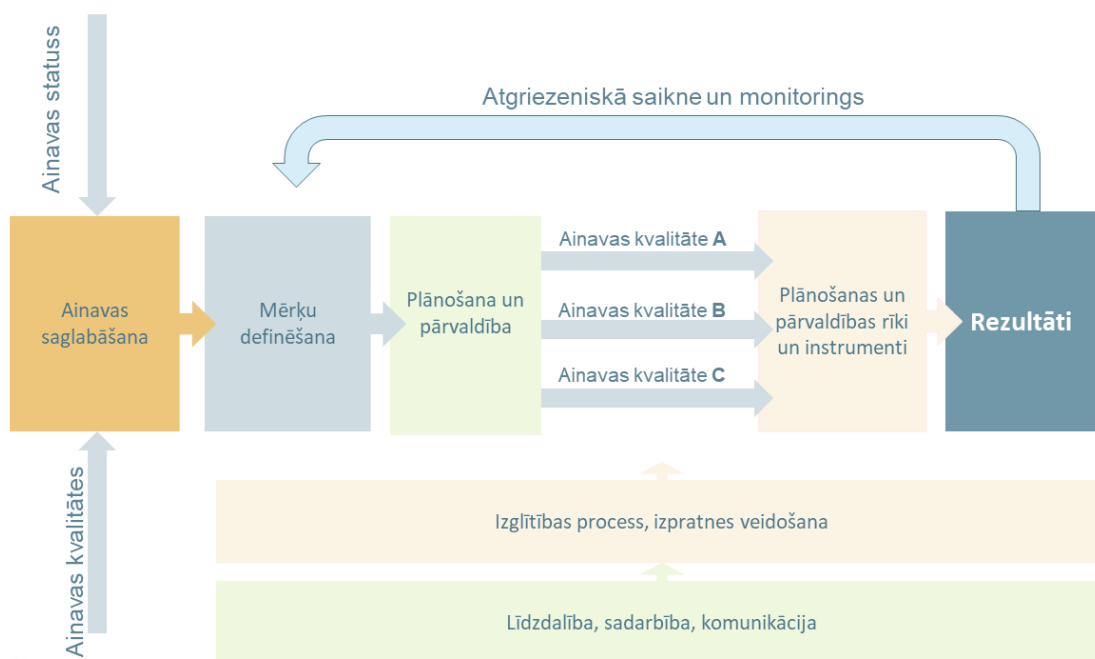 Ainavas statuss
Atgriezeniskā saikne un monitorings
Ainavas
saglabāšana
Mērķu
definēšana
Plānošana un
pārvaldība
Ainavas kvalitāte A
Ainavas kvalitāte B
Ainavas kvalitāte C
Plānošanas un
pārvaldības rīki
un instrumenti
Rezultāti
Ainavas kvalitātes
Izglītības process, izpratnes veidošana
Līdzdalība, sadarbība, komunikācija